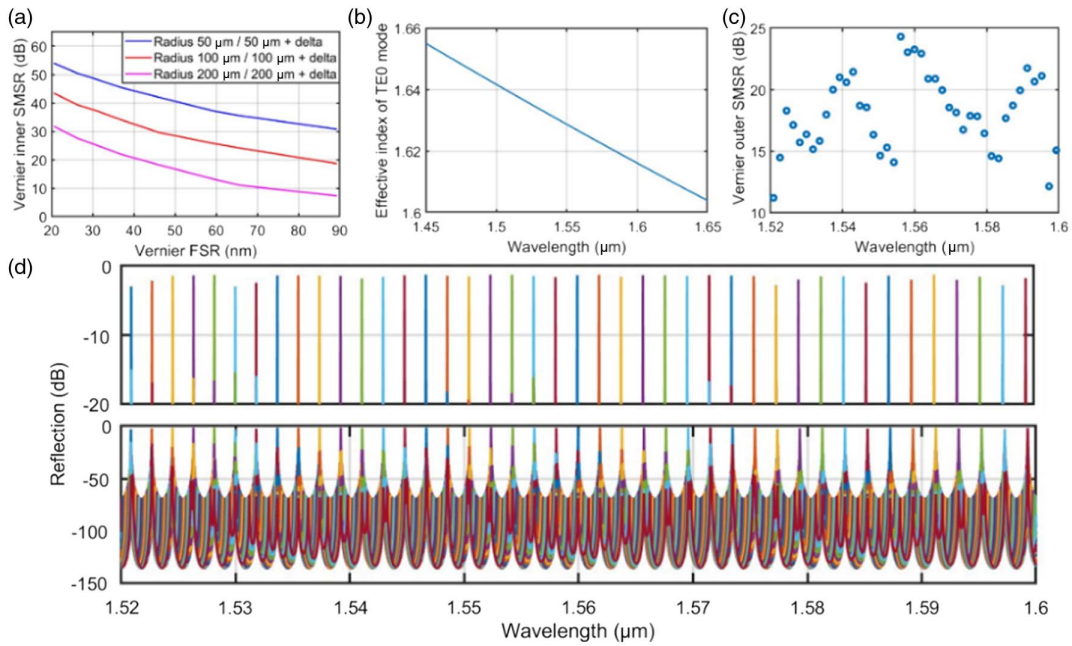 (a)
Vernier inner SMSR (dB)
60
50
40
30
20
10
0
Radius 50 µm / 50 µm + delta
Radius 100 µm / 100 µm + delta
Radius 200 µm / 200 µm + delta
20 30 40 50 60 70 80 90
Vernier FSR (nm)
(b)
Effective index of TE0 mode
1.66
1.64
1.62
1.6
1.45 1.5 1.55 1.6 1.65
Wavelength (µm)
(c)
Vernier outer SMSR (dB)
25
20
15
10
1.52 1.54 1.56 1.58 1.6
Wavelength (µm)
(d)
Reflection (dB)
0
-10
-20
0
-50
-100
-150
1.52 1.53 1.54 1.55 1.56 1.57 1.58 1.59 1.6
Wavelength (µm)